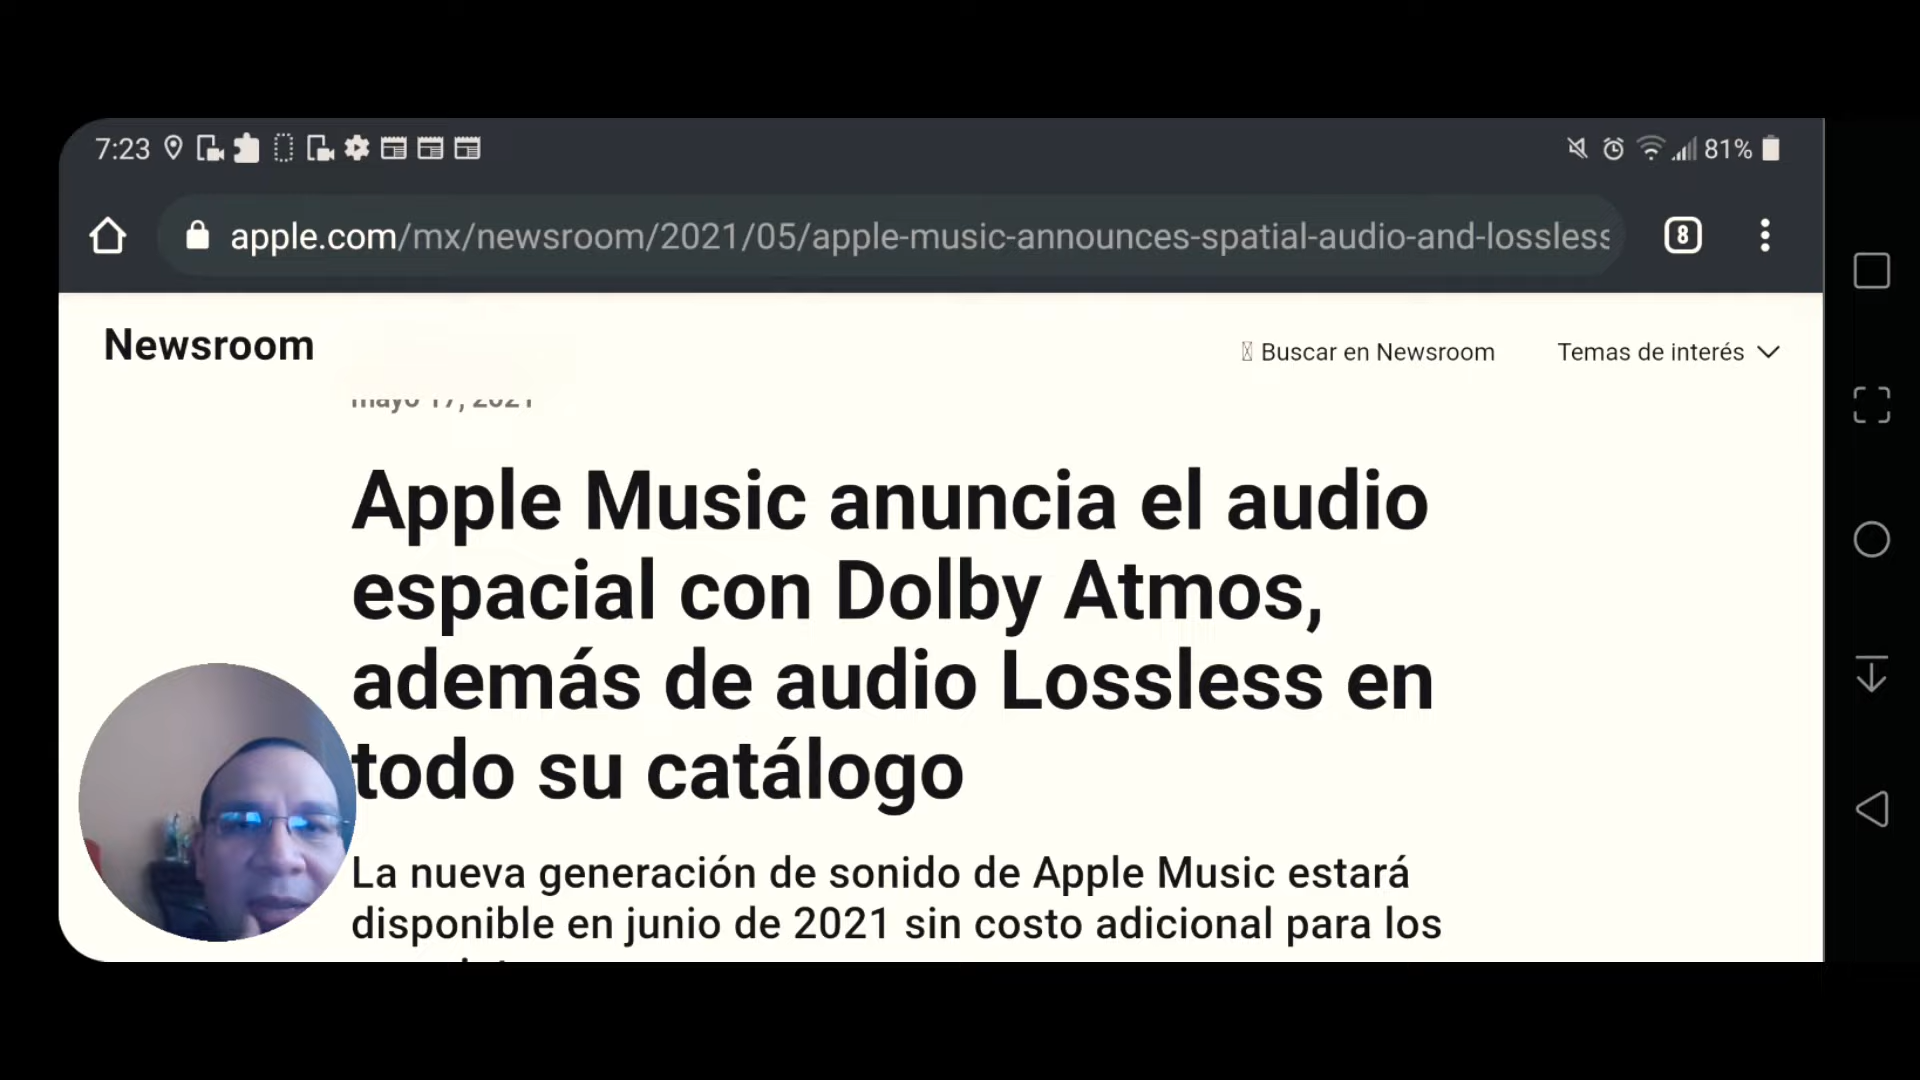 7:23 81%
apple.com/mx/newsroom/2021/05/apple-music-announces-spatial-audio-and-lossless 8
Newsroom Buscar en Newsroom Temas de interés
mayo 17, 2021
Apple Music anuncia el audio
espacial con Dolby Atmos,
además de audio Lossless en
todo su catálogo
La nueva generación de sonido de Apple Music estará
disponible en junio de 2021 sin costo adicional para los